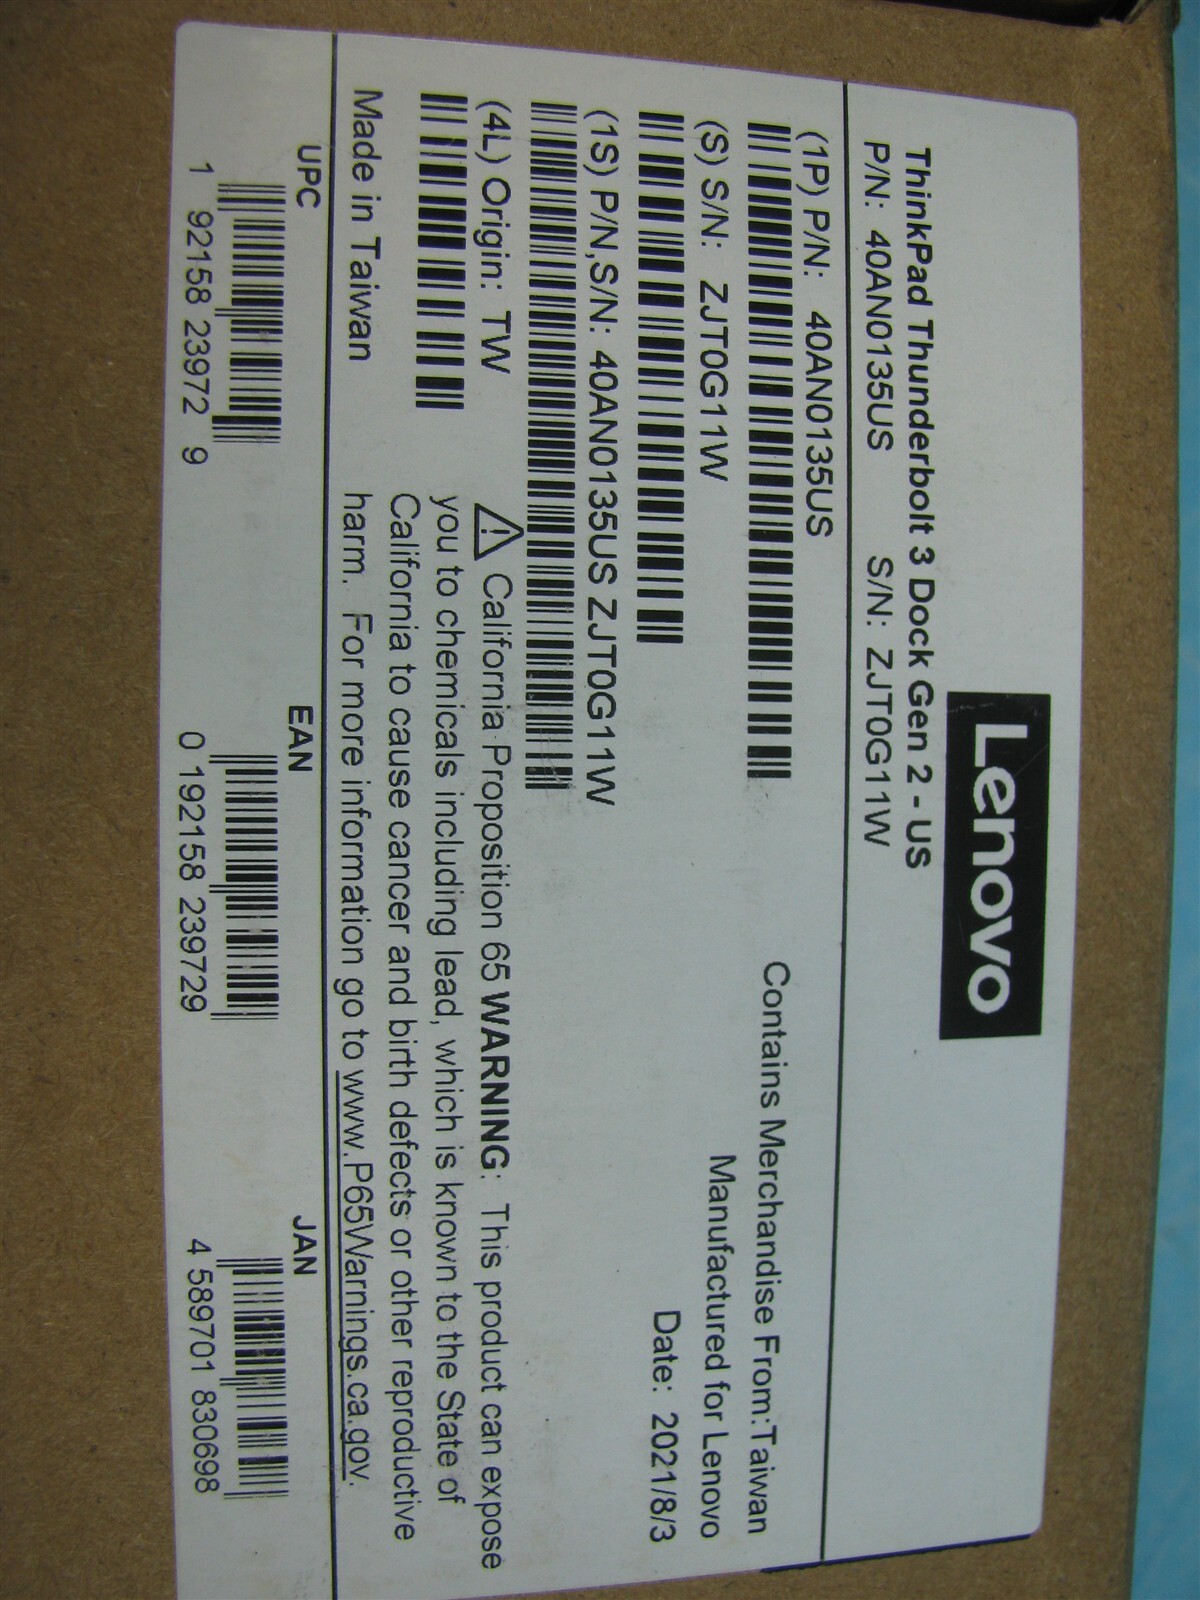 Lenovo
ThinkPad Thunderbolt 3 Dock Gen 2 - US
P/N: 40AN0135US S/N: ZJT0G11W
(1P) P/N: 40AN0135US
Contains Merchandise From:Taiwan
(S) S/N: ZJT0G11W
Manufactured for Lenovo
Date: 2021/8/3
(1S) P/N,S/N: 40AN0135US ZJT0G11W
(4L) Origin: TW
Made in Taiwan
⚠ California Proposition 65 WARNING: This product can expose
you to chemicals including lead, which is known to the State of
California to cause cancer and birth defects or other reproductive
harm. For more information go to www.P65Warnings.ca.gov.
UPC
1 92158 23972 9
EAN
0 192158 239729
JAN
4 589701 830698